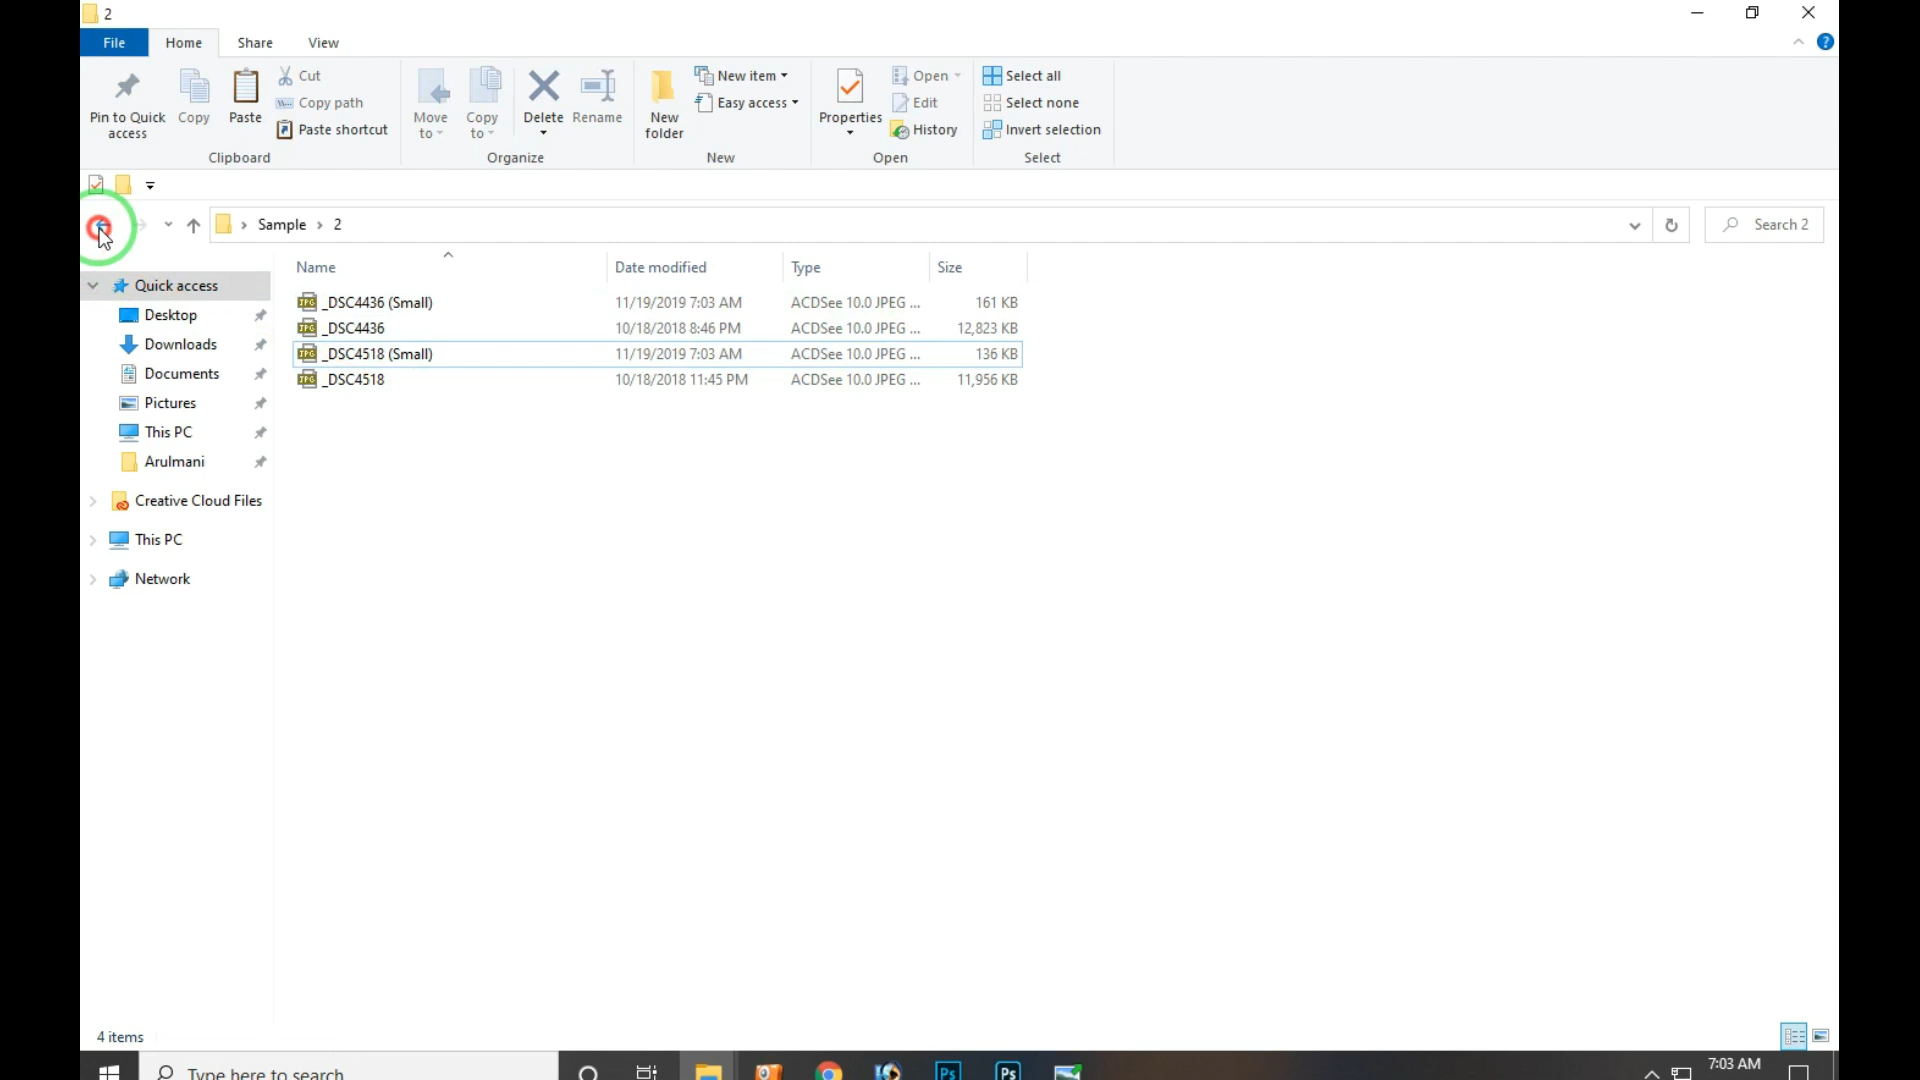 2
File Home Share View
Pin to Quick access
Copy
Paste
Cut
Copy path
Paste shortcut
Clipboard
Move to
Copy to
Delete
Rename
Organize
New folder
New item
Easy access
New
Properties
Open
Edit
History
Open
Select all
Select none
Invert selection
Select
Sample > 2
Search 2
Name Date modified Type Size
_DSC4436 (Small) 11/19/2019 7:03 AM ACDSee 10.0 JPEG ... 161 KB
_DSC4436 10/18/2018 8:46 PM ACDSee 10.0 JPEG ... 12,823 KB
_DSC4518 (Small) 11/19/2019 7:03 AM ACDSee 10.0 JPEG ... 136 KB
_DSC4518 10/18/2018 11:45 PM ACDSee 10.0 JPEG ... 11,956 KB
Quick access
Desktop
Downloads
Documents
Pictures
This PC
Arulmani
Creative Cloud Files
This PC
Network
4 items
Type here to search
Ps
Ps
7:03 AM